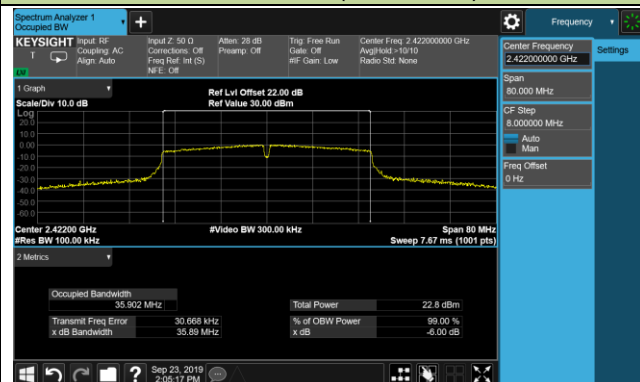 Spectrum Analyzer 1
Occupied BW
Frequency
KEYSIGHT
Input: RF
Coupling: AC
Align: Auto
Input Z: 50 Ω
Corrections: Off
Freq Ref: Int (S)
NFE: Off
Atten: 28 dB
Preamp: Off
Trig: Free Run
Gate: Off
#IF Gain: Low
Center Freq: 2.422000000 GHz
Avg|Hold:>10/10
Radio Std: None
T
Center Frequency
2.422000000 GHz
Settings
Span
80.000 MHz
CF Step
8.000000 MHz
Auto
Man
Freq Offset
0 Hz
1 Graph
Scale/Div 10.0 dB
Ref Lvl Offset 22.00 dB
Ref Value 30.00 dBm
Log
20.0
10.0
0.00
-10.0
-20.0
-30.0
-40.0
-50.0
-60.0
Center 2.42200 GHz
#Res BW 100.00 kHz
#Video BW 300.00 kHz
Span 80 MHz
Sweep 7.67 ms (1001 pts)
2 Metrics
Occupied Bandwidth
35.902 MHz
Total Power 22.8 dBm
Transmit Freq Error 30.668 kHz
% of OBW Power 99.00 %
x dB Bandwidth 35.89 MHz
x dB -6.00 dB
Sep 23, 2019
2:05:17 PM